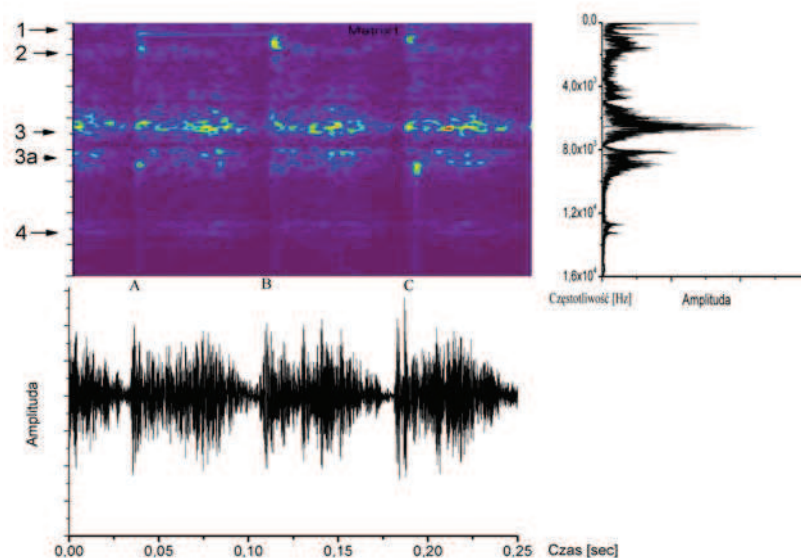 1
2
3
3a
4
A B C
0,0
4,0x10³
8,0x10³
1,2x10⁴
1,6x10⁴
Częstotliwość [Hz] Amplituda
Amplituda
0,00 0,05 0,10 0,15 0,20 0,25 Czas [sec]